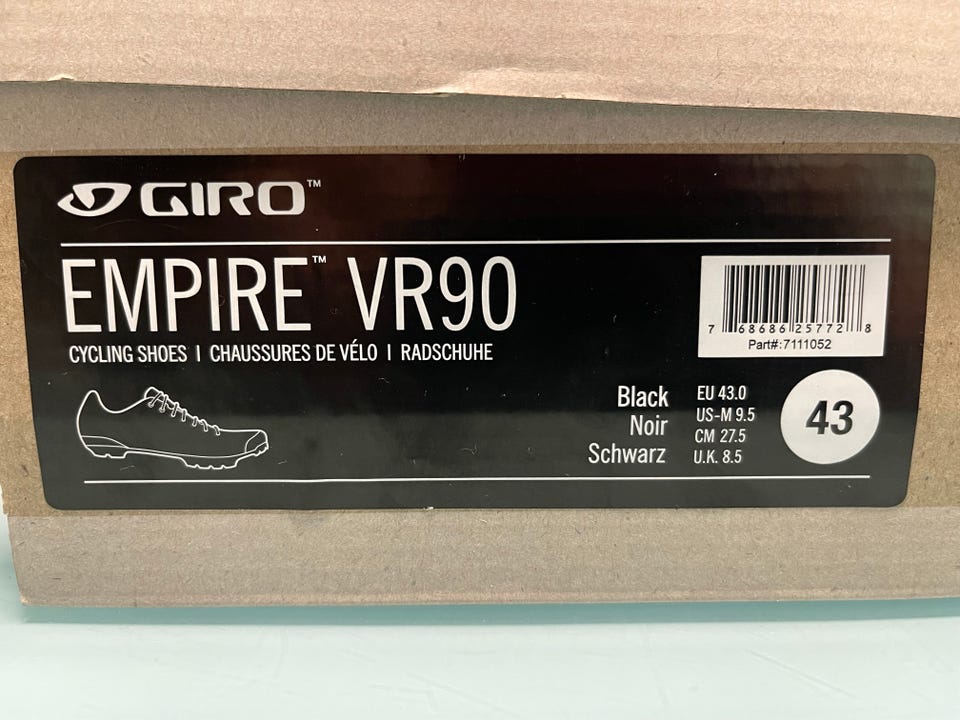 GIRO™
EMPIRE™ VR90
CYCLING SHOES | CHAUSSURES DE VÉLO | RADSCHUHE
7 68686 25772 8
Part#:7111052
Black
Noir
Schwarz
EU 43.0
US-M 9.5
CM 27.5
U.K. 8.5
43